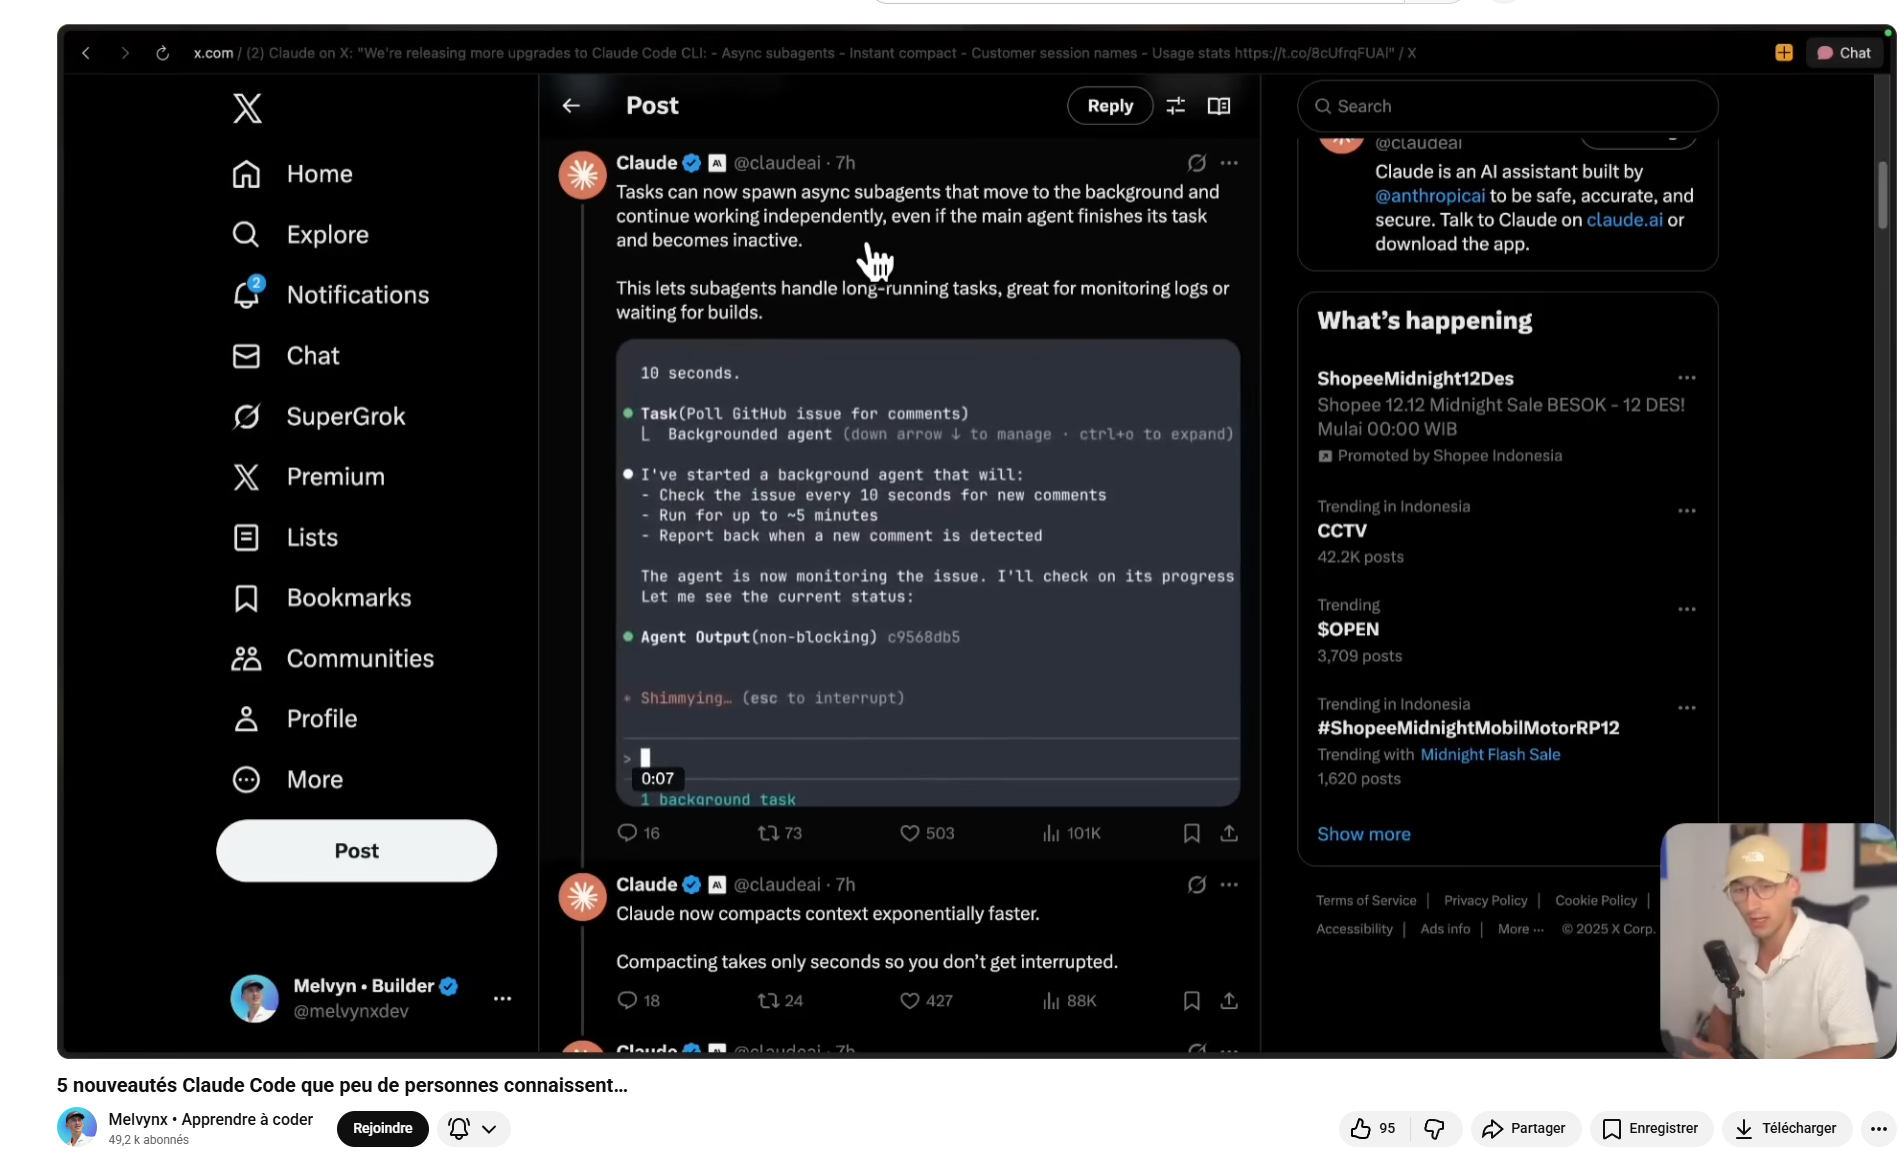 x.com / (2) Claude on X: "We're releasing more upgrades to Claude Code CLI: - Async subagents - Instant compact - Customer session names - Usage stats https://t.co/8cUfrqFUAI" / X
Chat
Home
Explore
2
Notifications
Chat
SuperGrok
Premium
Lists
Bookmarks
Communities
Profile
More
Post
Melvyn • Builder
@melvynxdev
Post
Reply
Claude @claudeai · 7h
Tasks can now spawn async subagents that move to the background and
continue working independently, even if the main agent finishes its task
and becomes inactive.
This lets subagents handle long-running tasks, great for monitoring logs or
waiting for builds.
10 seconds.
Task(Poll GitHub issue for comments)
Backgrounded agent (down arrow ↓ to manage · ctrl+o to expand)
I've started a background agent that will:
- Check the issue every 10 seconds for new comments
- Run for up to ~5 minutes
- Report back when a new comment is detected
The agent is now monitoring the issue. I'll check on its progress
Let me see the current status:
Agent Output(non-blocking) c9568db5
Shimmying… (esc to interrupt)
>
0:07
1 background task
16 73 503 101K
Claude @claudeai · 7h
Claude now compacts context exponentially faster.
Compacting takes only seconds so you don't get interrupted.
18 24 427 88K
Claude @claudeai · 7h
Search
@claudeai
Claude is an AI assistant built by
@anthropicai to be safe, accurate, and
secure. Talk to Claude on claude.ai or
download the app.
What's happening
ShopeeMidnight12Des
Shopee 12.12 Midnight Sale BESOK - 12 DES!
Mulai 00:00 WIB
Promoted by Shopee Indonesia
Trending in Indonesia
CCTV
42.2K posts
Trending
$OPEN
3,709 posts
Trending in Indonesia
#ShopeeMidnightMobilMotorRP12
Trending with Midnight Flash Sale
1,620 posts
Show more
Terms of Service | Privacy Policy | Cookie Policy |
Accessibility | Ads info | More ··· © 2025 X Corp.
5 nouveautés Claude Code que peu de personnes connaissent…
Melvynx • Apprendre à coder
49,2 k abonnés
Rejoindre
95
Partager
Enregistrer
Télécharger